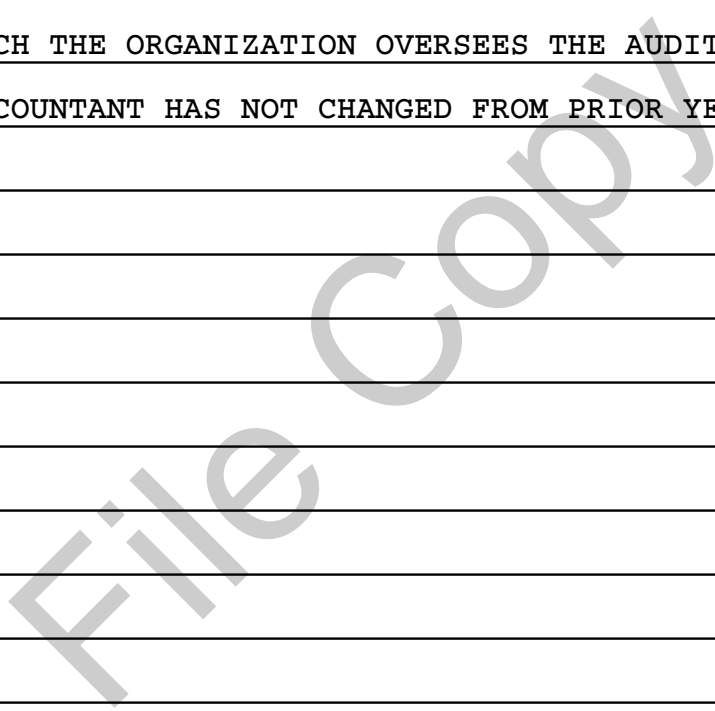 CH THE ORGANIZATION OVERSEES THE AUDIT
COUNTANT HAS NOT CHANGED FROM PRIOR YE
File Copy